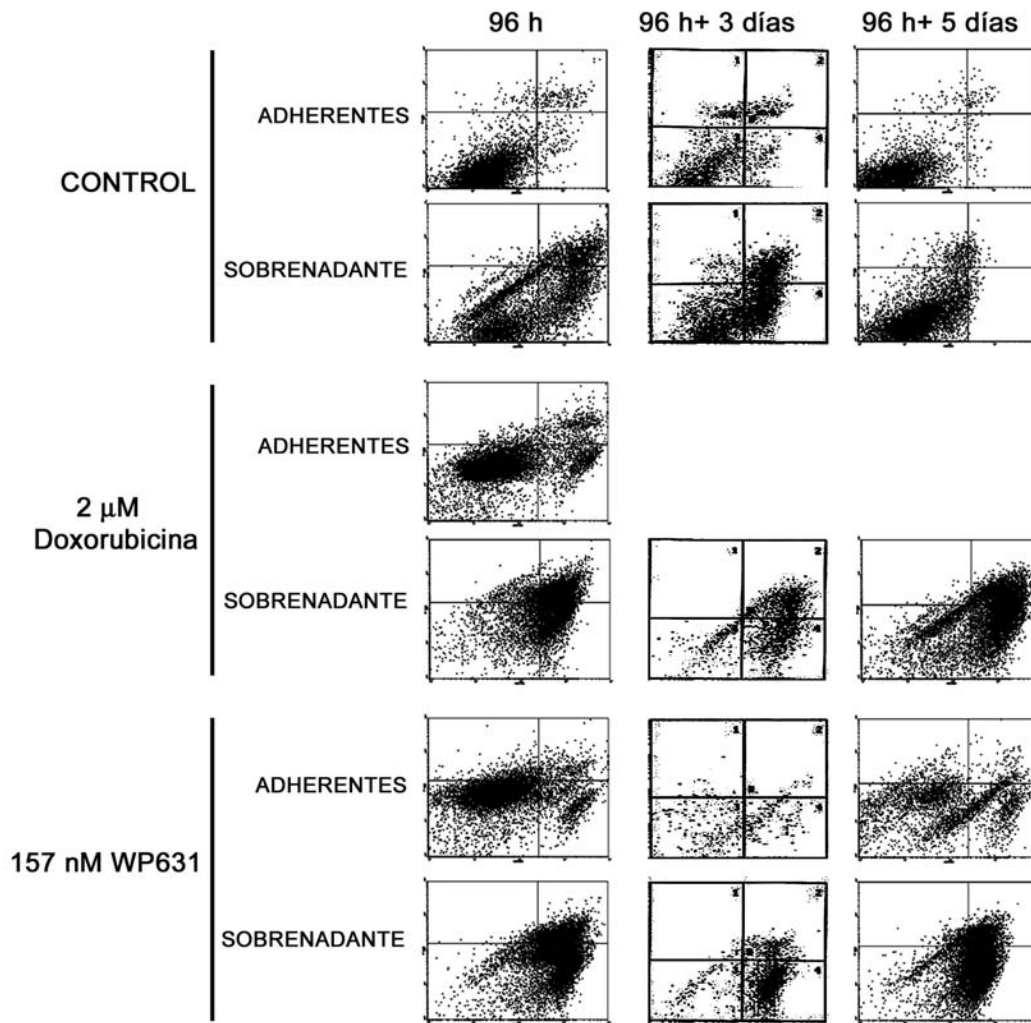 96 h 96 h+ 3 días 96 h+ 5 días
ADHERENTES
CONTROL
SOBRENADANTE
ADHERENTES
2 μM
Doxorubicina
SOBRENADANTE
ADHERENTES
157 nM WP631
SOBRENADANTE